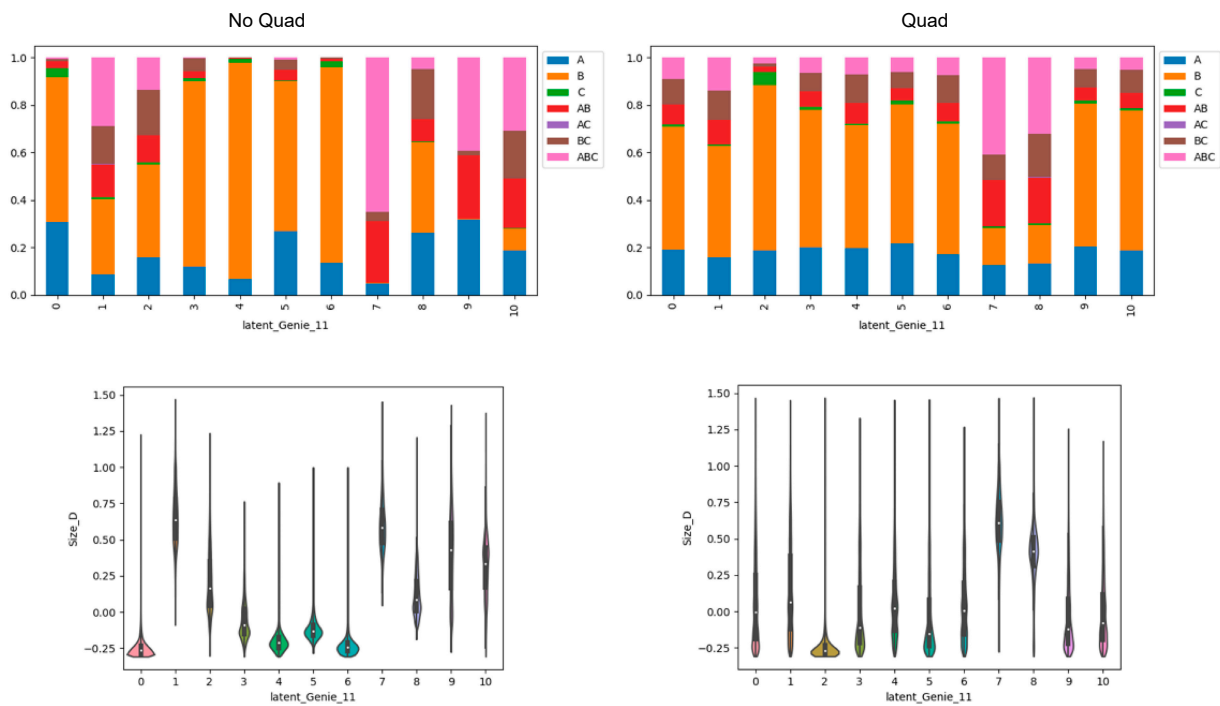 No Quad
Quad
1.0
0.8
0.6
0.4
0.2
0.0
0 1 2 3 4 5 6 7 8 9 10
latent_Genie_11
A
B
C
AB
AC
BC
ABC
1.0
0.8
0.6
0.4
0.2
0.0
0 1 2 3 4 5 6 7 8 9 10
latent_Genie_11
A
B
C
AB
AC
BC
ABC
Size_D
1.50
1.25
1.00
0.75
0.50
0.25
0.00
−0.25
0 1 2 3 4 5 6 7 8 9 10
latent_Genie_11
Size_D
1.50
1.25
1.00
0.75
0.50
0.25
0.00
−0.25
0 1 2 3 4 5 6 7 8 9 10
latent_Genie_11